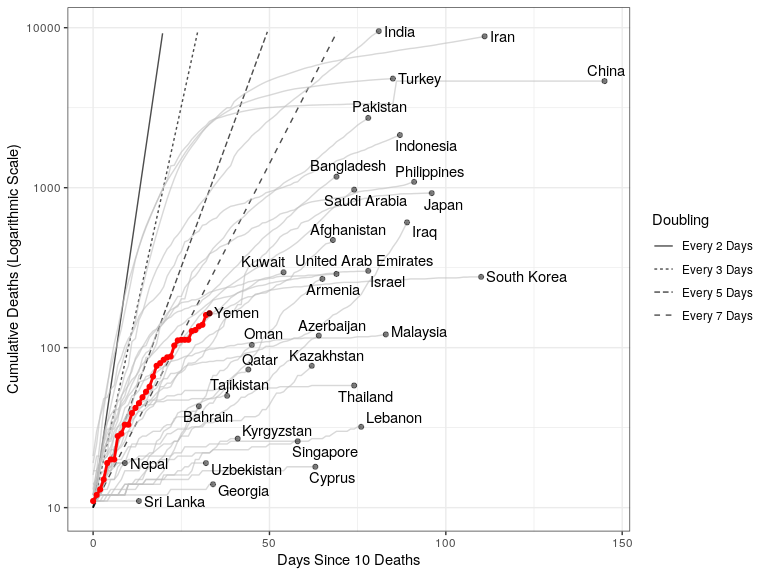 10000
1000
100
10
0
50
100
150
Cumulative Deaths (Logarithmic Scale)
Days Since 10 Deaths
India
Iran
China
Turkey
Pakistan
Indonesia
Bangladesh
Philippines
Saudi Arabia
Japan
Afghanistan
Iraq
Kuwait
United Arab Emirates
South Korea
Israel
Armenia
Yemen
Azerbaijan
Oman
Malaysia
Qatar
Kazakhstan
Tajikistan
Thailand
Bahrain
Lebanon
Kyrgyzstan
Singapore
Nepal
Uzbekistan
Cyprus
Georgia
Sri Lanka
Doubling
Every 2 Days
Every 3 Days
Every 5 Days
Every 7 Days